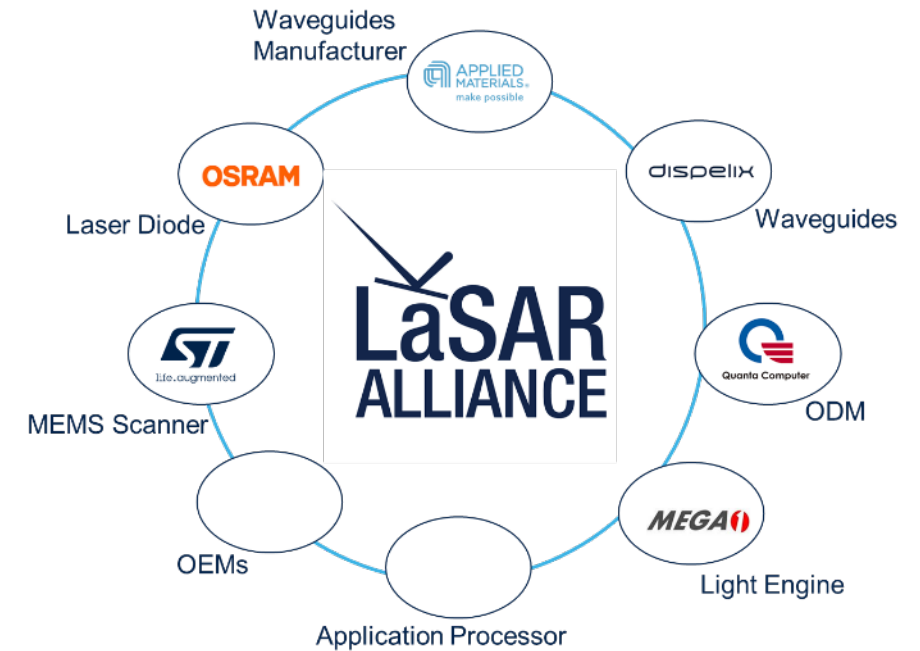 Waveguides
Manufacturer
APPLIED
MATERIALS®
make possible
OSRAM
dispelix
Laser Diode
Waveguides
LaSAR
ALLIANCE
ST
life.augmented
Quanta Computer
MEMS Scanner
ODM
MEGA1
OEMs
Light Engine
Application Processor